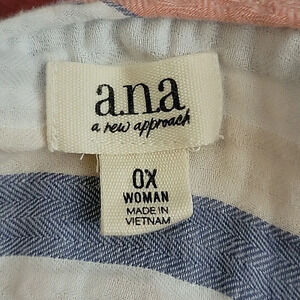 a.n.a
a new approach
0X
WOMAN
MADE IN
VIETNAM